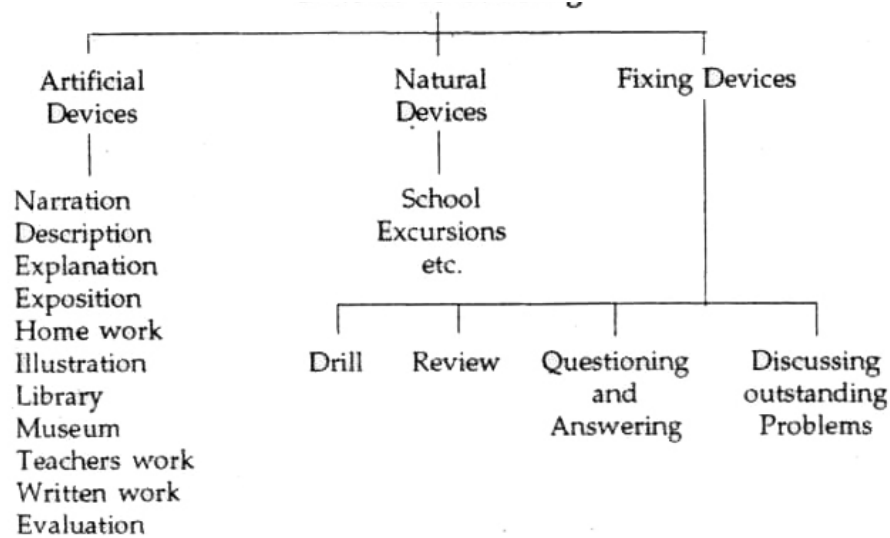 Artificial
Devices
Natural
Devices
Fixing Devices
Narration
Description
Explanation
Exposition
Home work
Illustration
Library
Museum
Teachers work
Written work
Evaluation
School
Excursions
etc.
Drill
Review
Questioning
and
Answering
Discussing
outstanding
Problems